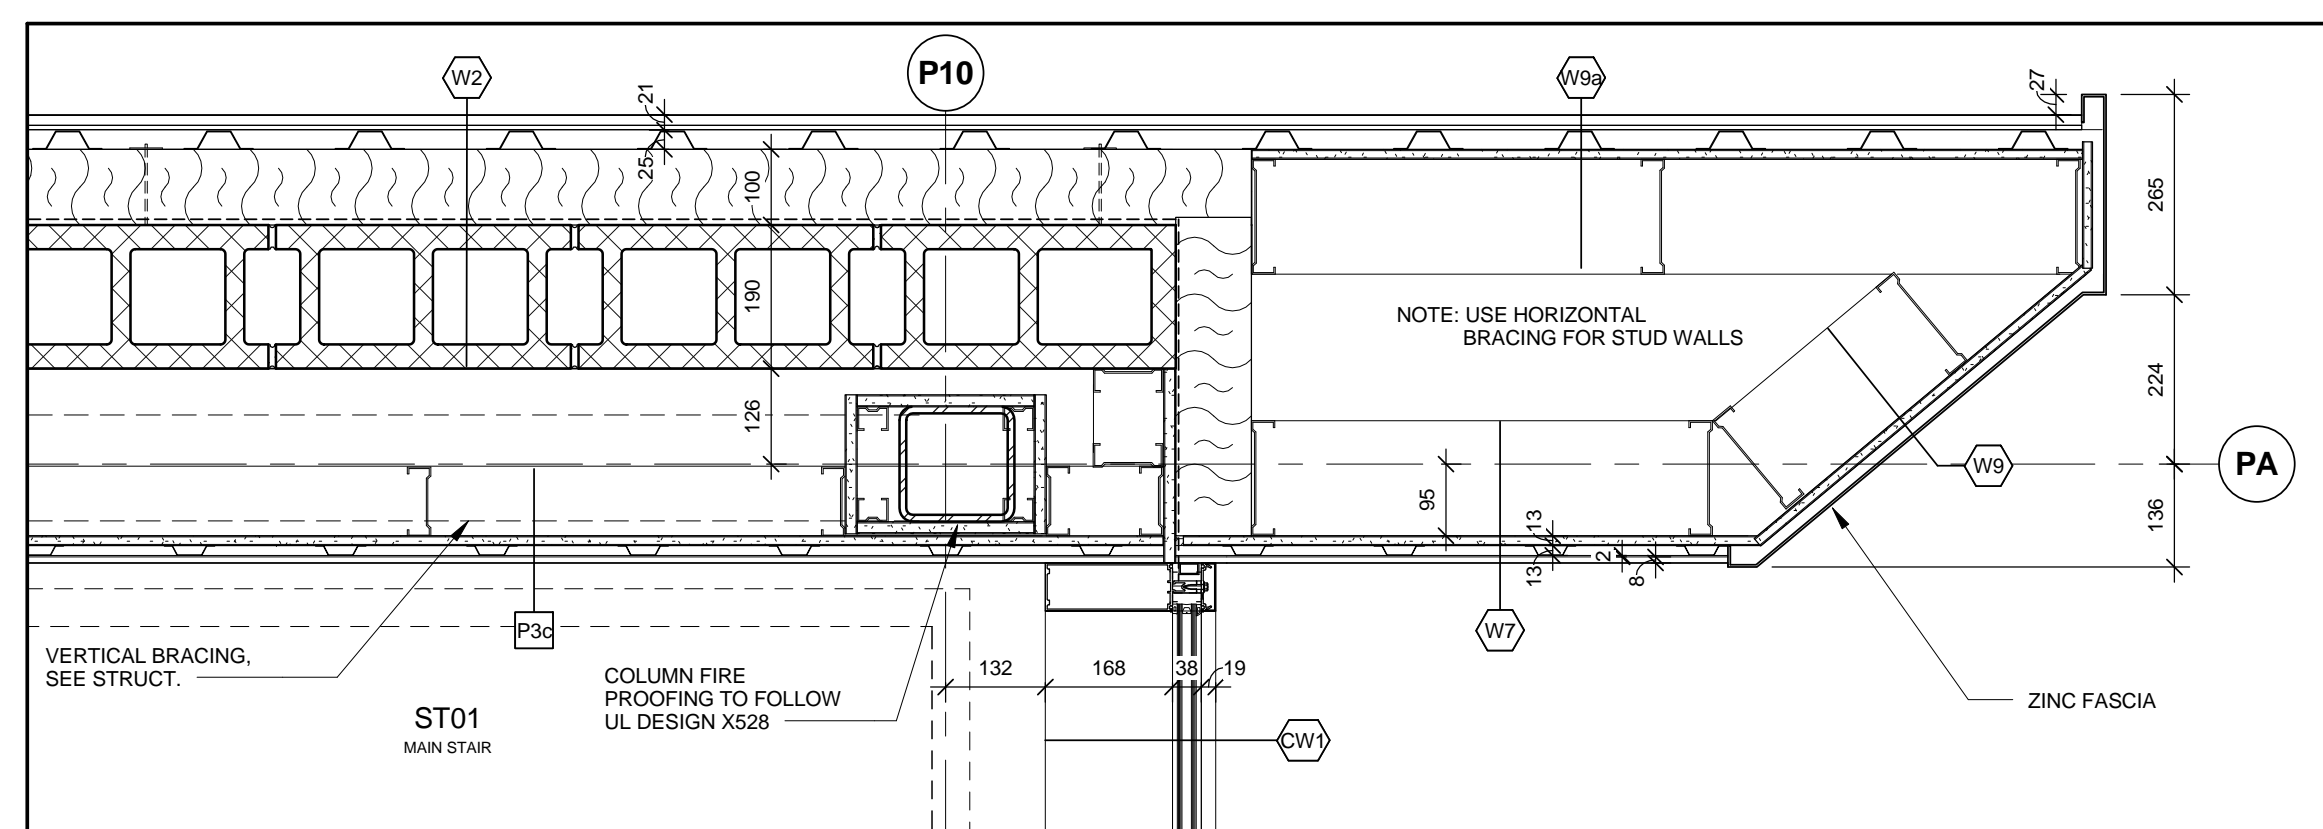 W2
P10
W9a
27
21
25
100
265
190
NOTE: USE HORIZONTAL
BRACING FOR STUD WALLS
224
126
W9
PA
95
136
13
13
2
8
P3c
W7
VERTICAL BRACING,
SEE STRUCT.
COLUMN FIRE
PROOFING TO FOLLOW
UL DESIGN X528
132
168
38
19
ST01
MAIN STAIR
CW1
ZINC FASCIA